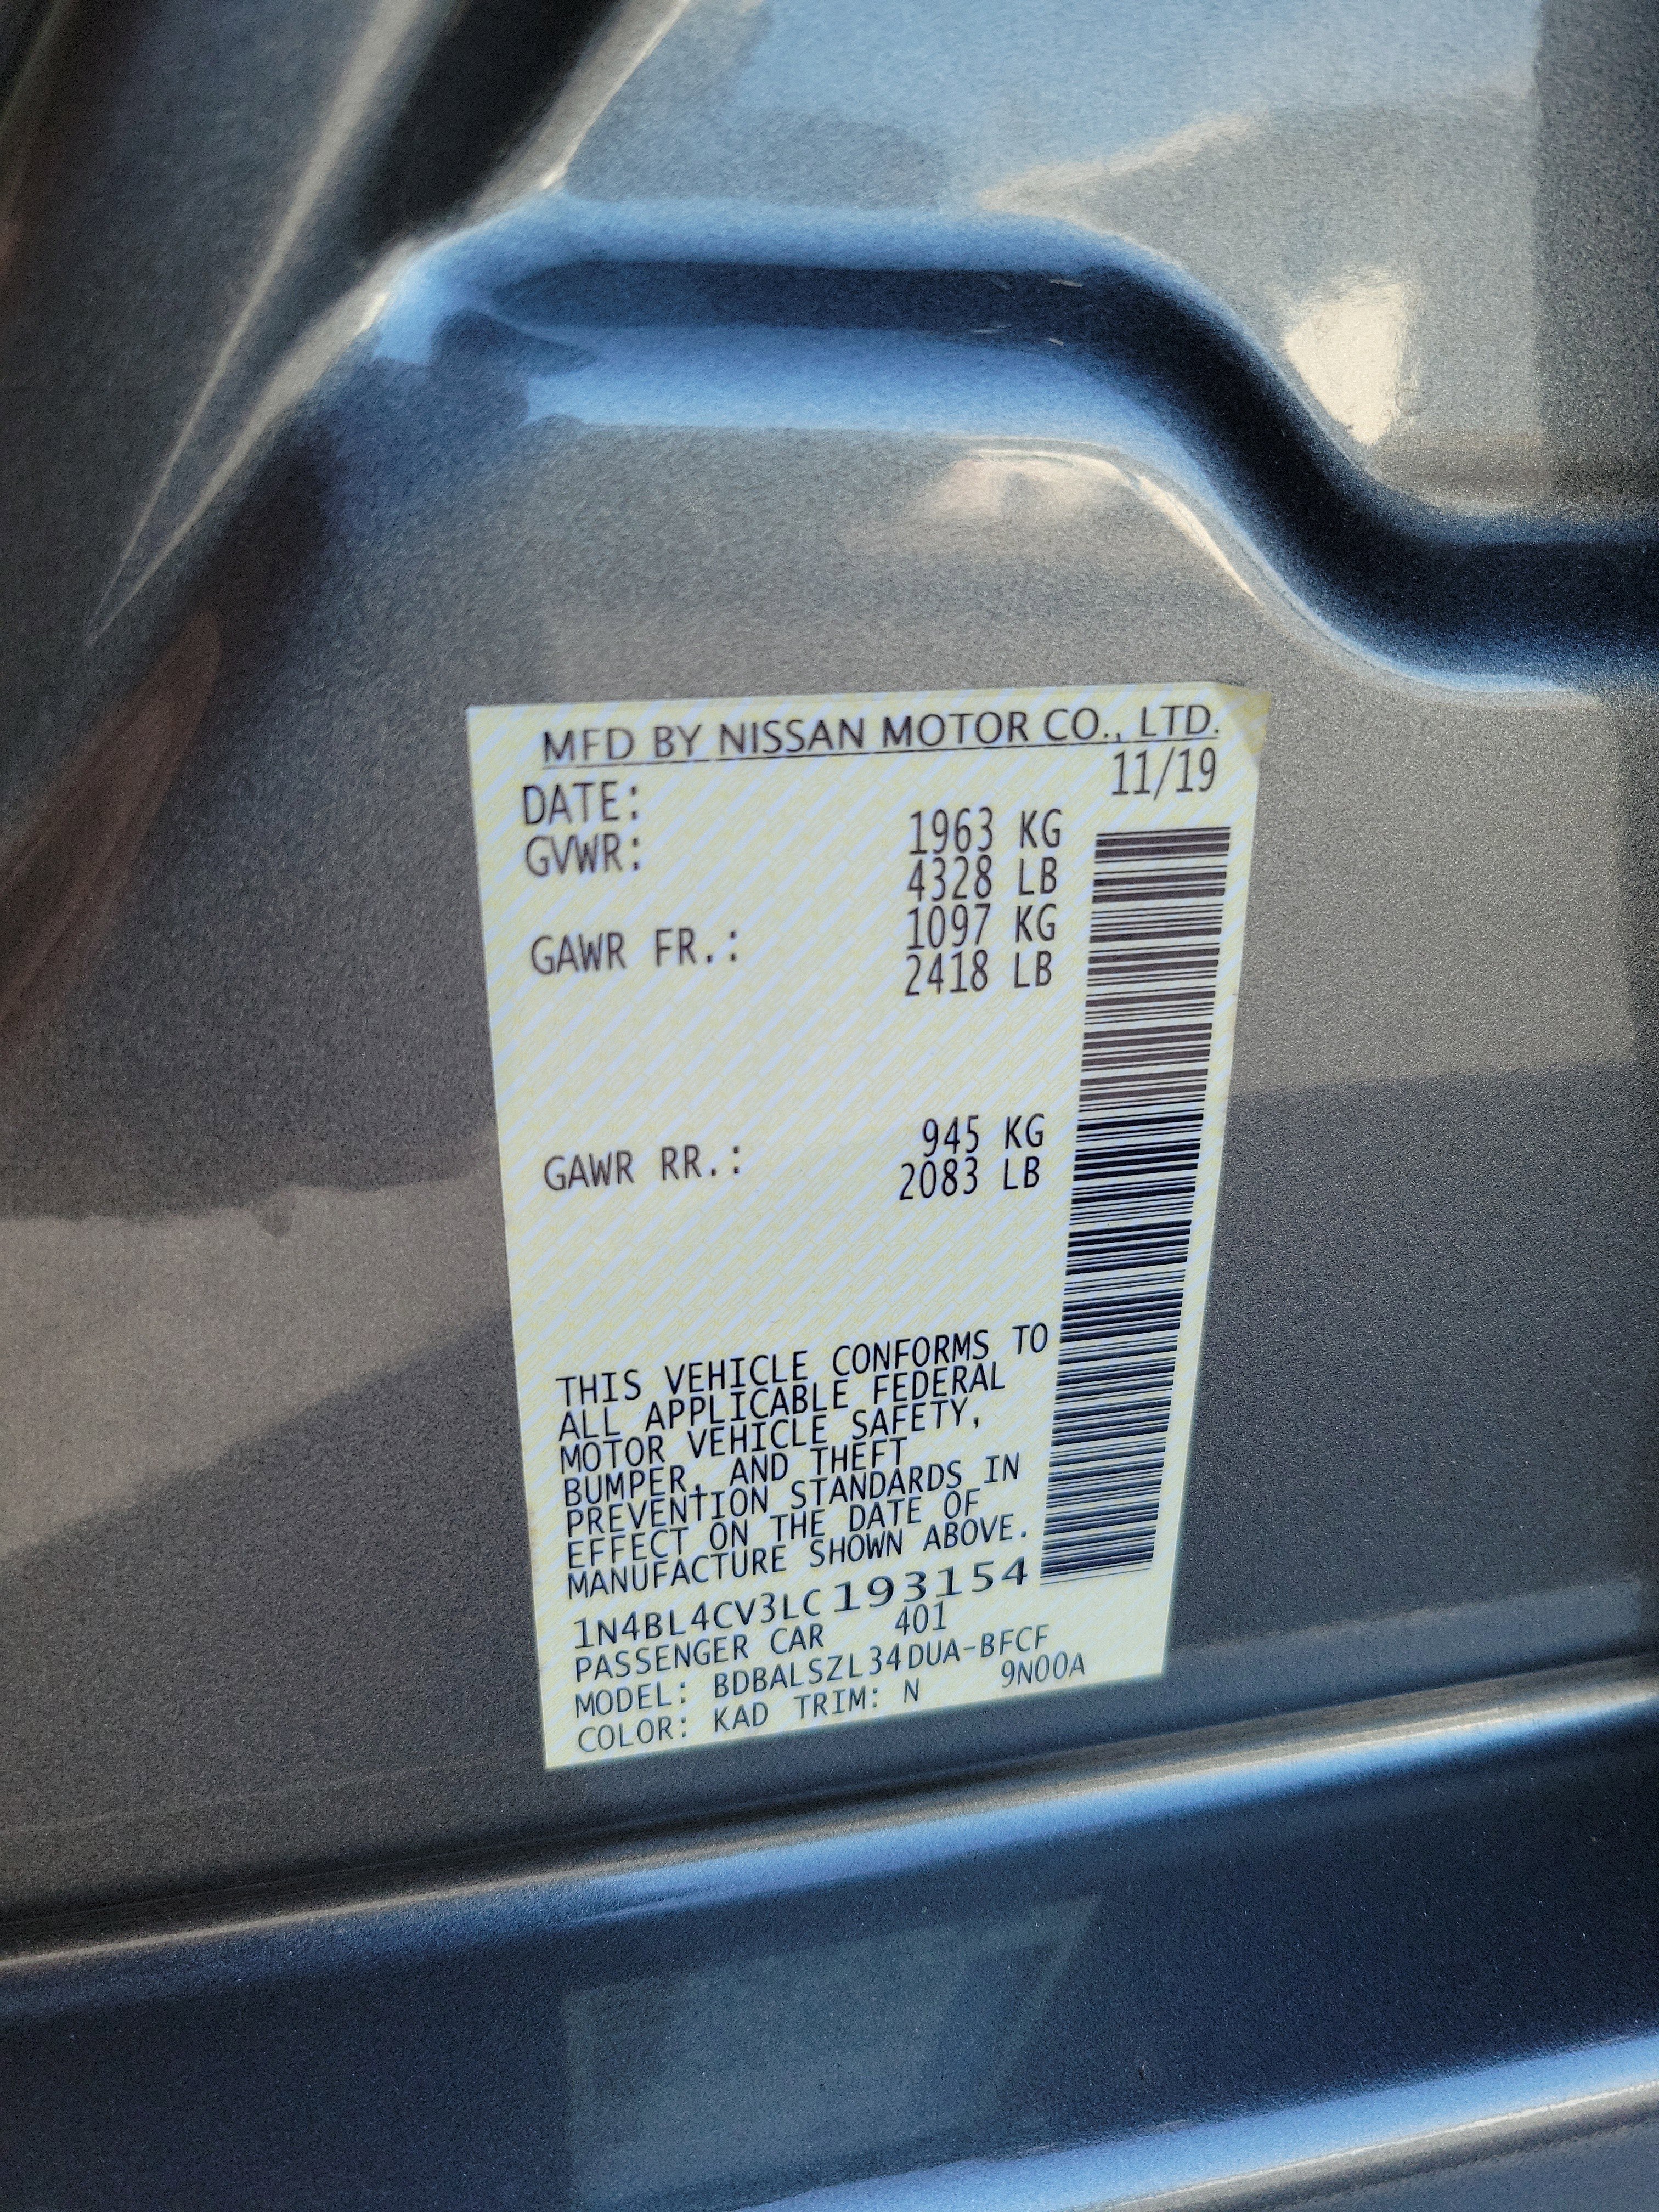 MFD BY NISSAN MOTOR CO., LTD.
DATE: 11/19
GVWR: 1963 KG
4328 LB
GAWR FR.: 1097 KG
2418 LB
GAWR RR.: 945 KG
2083 LB
THIS VEHICLE CONFORMS TO
ALL APPLICABLE FEDERAL
MOTOR VEHICLE SAFETY,
BUMPER, AND THEFT
PREVENTION STANDARDS IN
EFFECT ON THE DATE OF
MANUFACTURE SHOWN ABOVE.
1N4BL4CV3LC193154
PASSENGER CAR 401
MODEL: BDBALSZL34DUA-BFCF
COLOR: KAD TRIM: N 9N00A